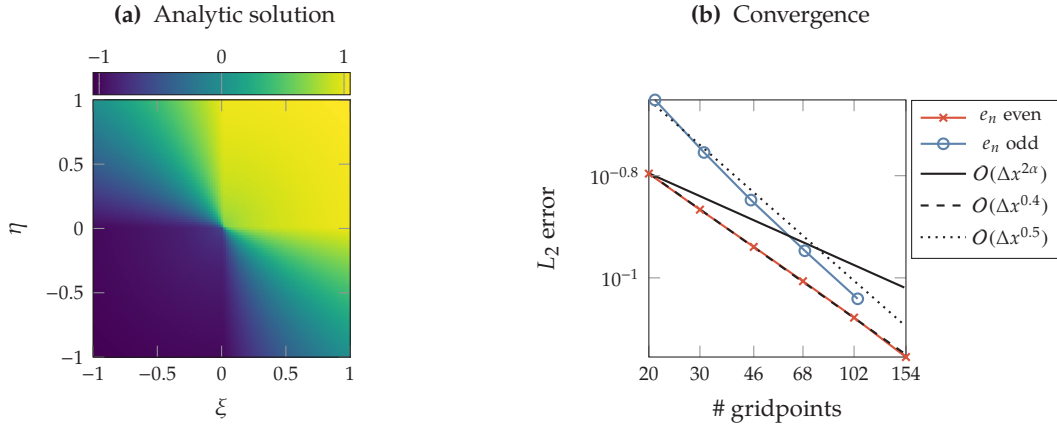 (a) Analytic solution
−1 0 1
1
0.5
0
−0.5
−1
−1 −0.5 0 0.5 1
η
ξ
(b) Convergence
10^{−0.8}
10^{−1}
20 30 46 68 102 154
L_2 error
# gridpoints
e_n even
e_n odd
O(Δx^{2α})
O(Δx^{0.4})
O(Δx^{0.5})